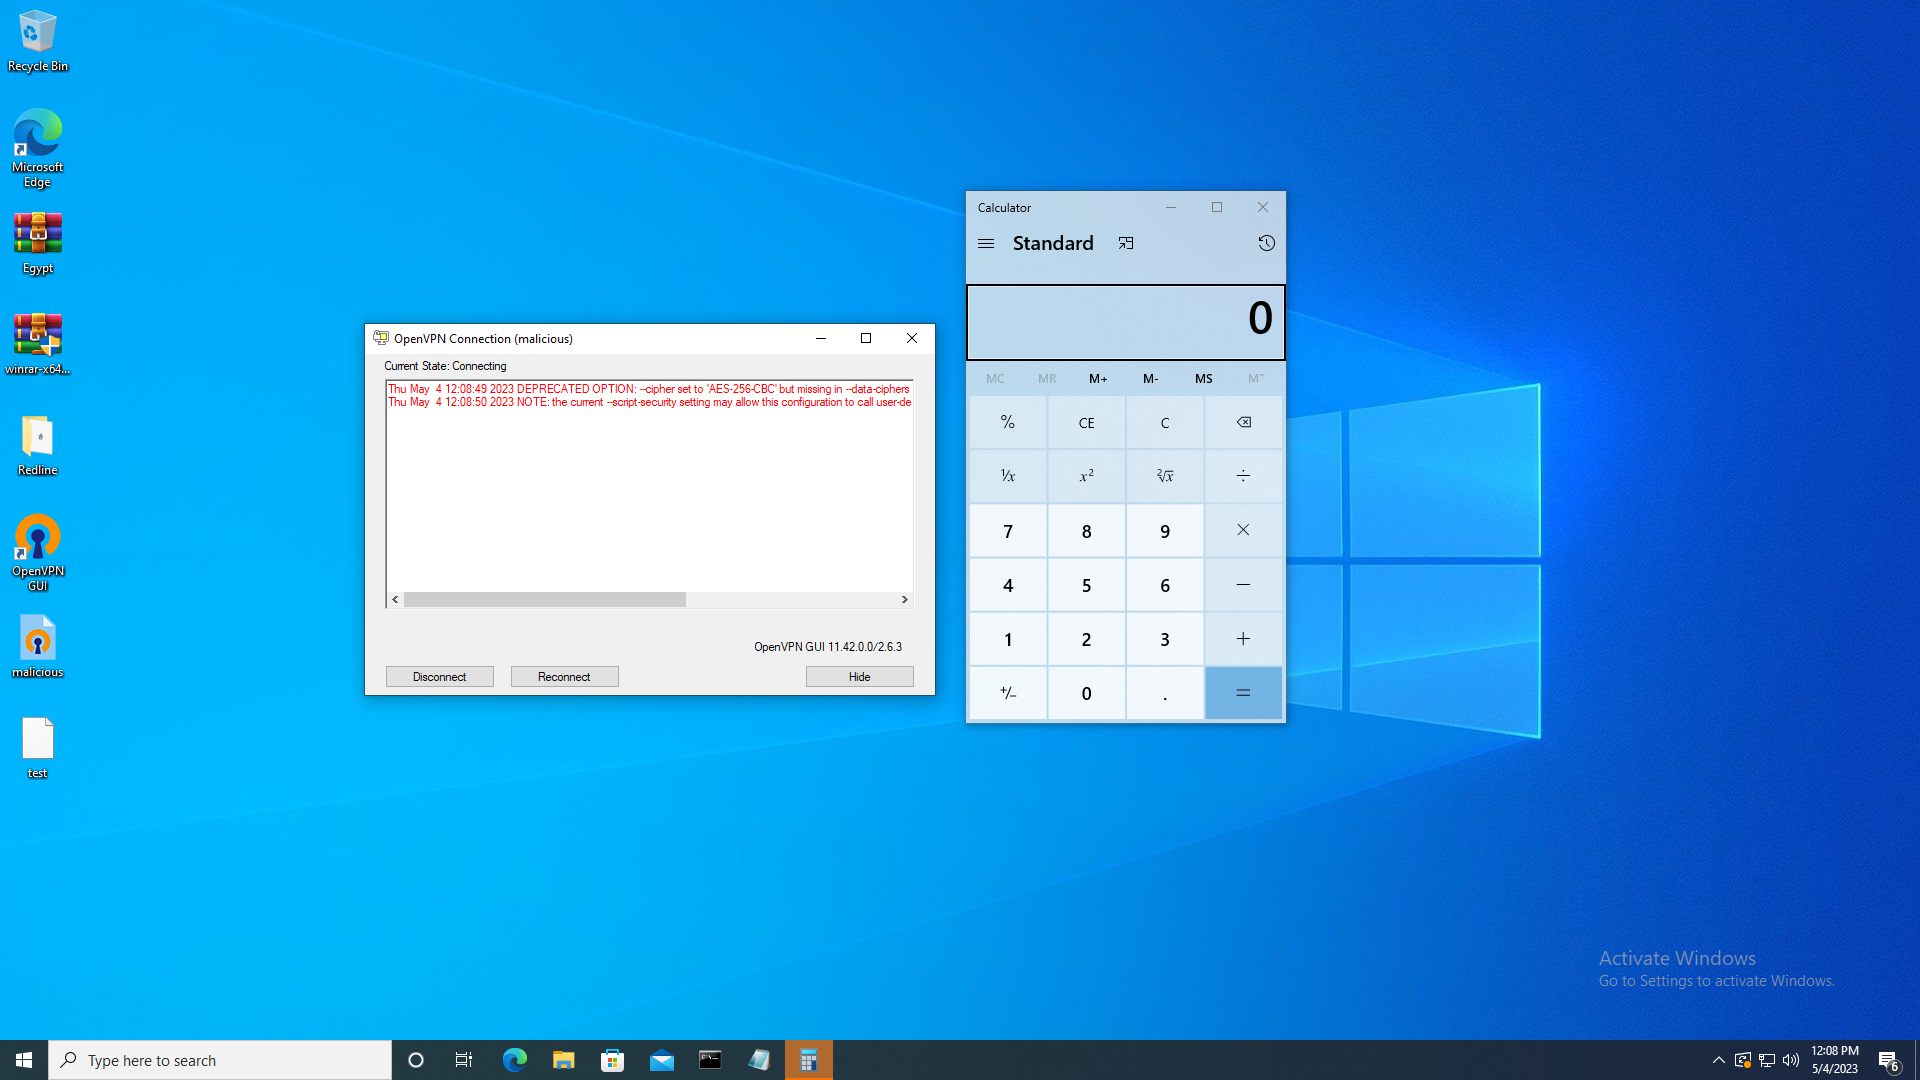 Recycle Bin
Microsoft
Edge
Egypt
winrar-x64...
Redline
OpenVPN
GUI
malicious
test
OpenVPN Connection (malicious)
Current State: Connecting
Thu May 4 12:08:49 2023 DEPRECATED OPTION: --cipher set to 'AES-256-CBC' but missing in --data-ciphers
Thu May 4 12:08:50 2023 NOTE: the current --script-security setting may allow this configuration to call user-de
OpenVPN GUI 11.42.0.0/2.6.3
Disconnect
Reconnect
Hide
Calculator
Standard
0
MC MR M+ M- MS M˅
% CE C
¹/x x² ²√x ÷
7 8 9 ×
4 5 6 −
1 2 3 +
+/− 0 . =
Activate Windows
Go to Settings to activate Windows.
Type here to search
12:08 PM
5/4/2023
6